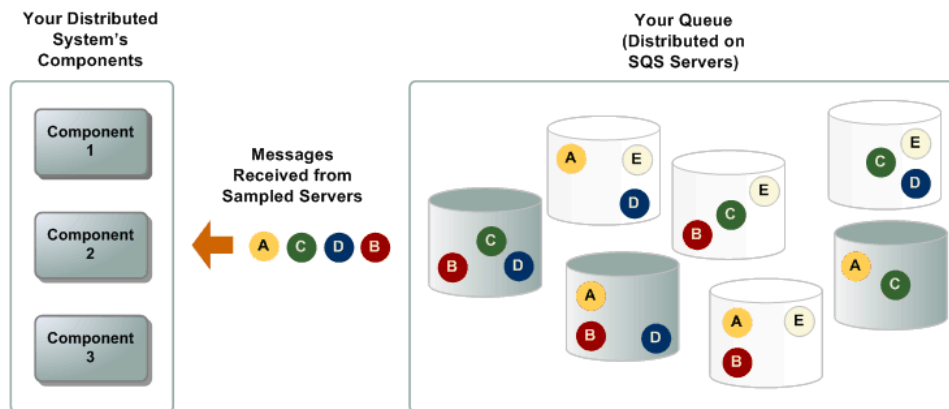 Your Distributed
System's
Components
Component
1
Component
2
Component
3
Messages
Received from
Sampled Servers
A C D B
Your Queue
(Distributed on
SQS Servers)
A E
D
E
C
B
E
C
D
C
B D
A
B D
A E
B
A
C